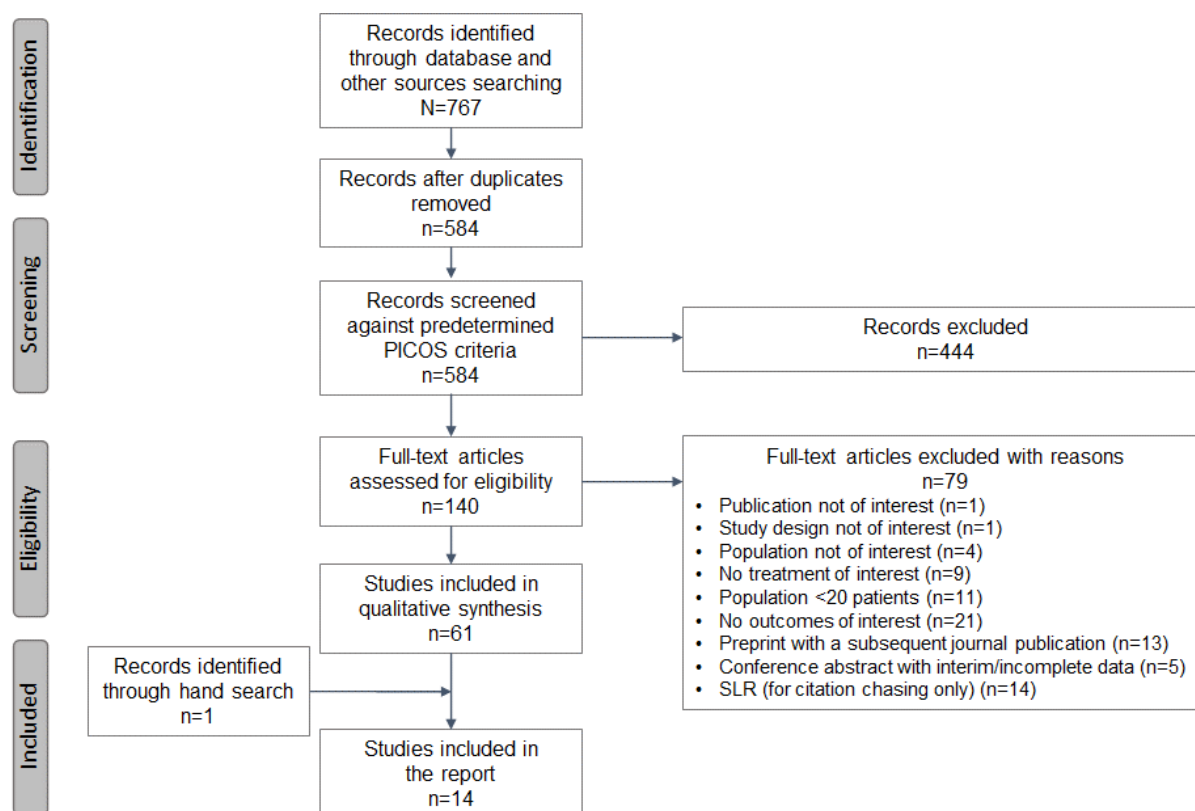 Identification
Records identified
through database and
other sources searching
N=767
Records after duplicates
removed
n=584
Screening
Records screened
against predetermined
PICOS criteria
n=584
Records excluded
n=444
Eligibility
Full-text articles
assessed for eligibility
n=140
Full-text articles excluded with reasons
n=79
• Publication not of interest (n=1)
• Study design not of interest (n=1)
• Population not of interest (n=4)
• No treatment of interest (n=9)
• Population <20 patients (n=11)
• No outcomes of interest (n=21)
• Preprint with a subsequent journal publication (n=13)
• Conference abstract with interim/incomplete data (n=5)
• SLR (for citation chasing only) (n=14)
Studies included in
qualitative synthesis
n=61
Included
Records identified
through hand search
n=1
Studies included in
the report
n=14